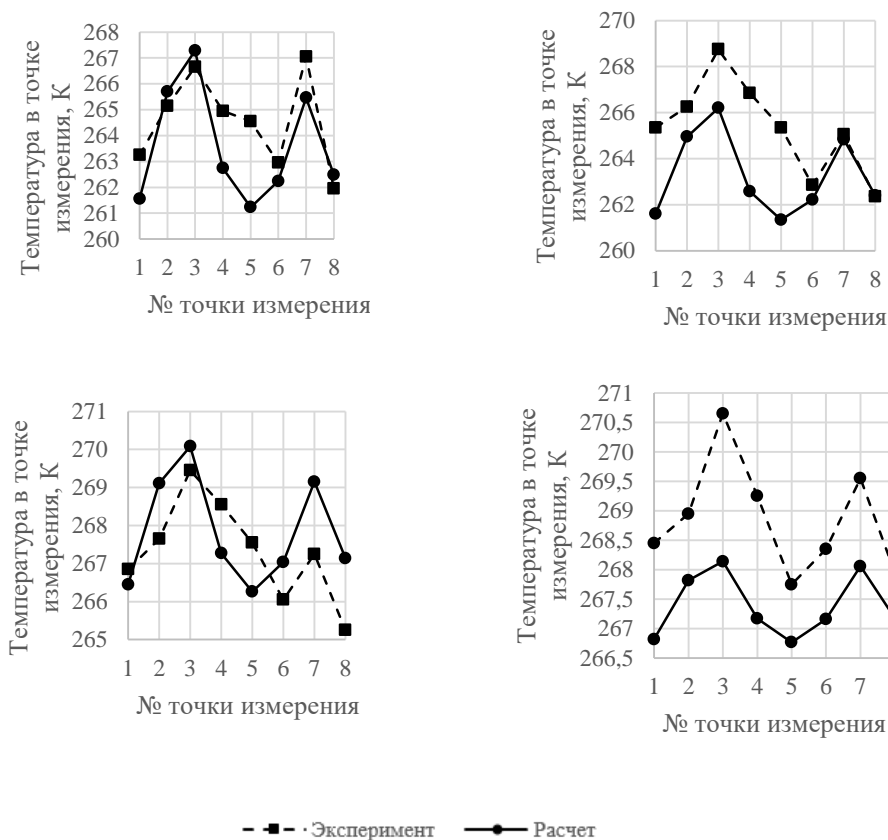 268
267
266
265
264
263
262
261
260
Температура в точке
измерения, К
1 2 3 4 5 6 7 8
№ точки измерения
270
268
266
264
262
260
Температура в точке
измерения, К
1 2 3 4 5 6 7 8
№ точки измерения
271
270
269
268
267
266
265
Температура в точке
измерения, К
1 2 3 4 5 6 7 8
№ точки измерения
271
270,5
270
269,5
269
268,5
268
267,5
267
266,5
Температура в точке
измерения, К
1 2 3 4 5 6 7
№ точки измерения
Эксперимент Расчет